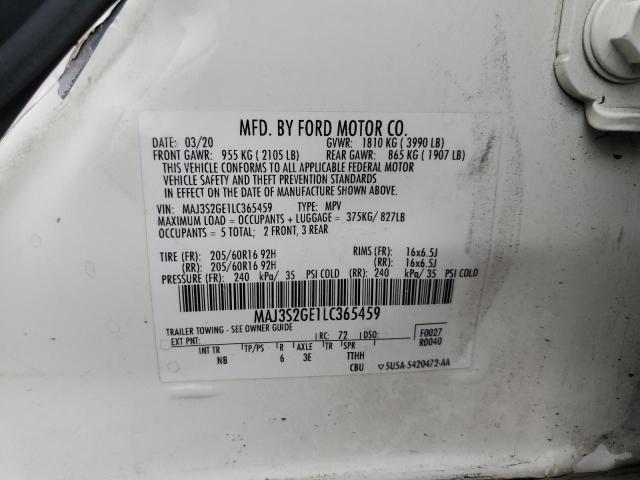 MFD. BY FORD MOTOR CO.
DATE: 03/20 GVWR: 1810 KG ( 3990 LB)
FRONT GAWR: 955 KG ( 2105 LB) REAR GAWR: 865 KG ( 1907 LB)
THIS VEHICLE CONFORMS TO ALL APPLICABLE FEDERAL MOTOR
VEHICLE SAFETY AND THEFT PREVENTION STANDARDS
IN EFFECT ON THE DATE OF MANUFACTURE SHOWN ABOVE.
VIN: MAJ3S2GE1LC365459 TYPE: MPV
MAXIMUM LOAD = OCCUPANTS + LUGGAGE = 375KG/ 827LB
OCCUPANTS = 5 TOTAL; 2 FRONT, 3 REAR
TIRE (FR): 205/60R16 92H RIMS (FR): 16x6.5J
(RR): 205/60R16 92H (RR): 16x6.5J
PRESSURE (FR): 240 kPa/ 35 PSI COLD (RR): 240 kPa/ 35 PSI COLD
MAJ3S2GE1LC365459
TRAILER TOWING - SEE OWNER GUIDE
EXT PNT: RC: 72 DSO: F0027
R0040
INT TR TP/PS R AXLE TR SPR
NB 6 3E TTHH
CBU 5U5A-5420472-AA